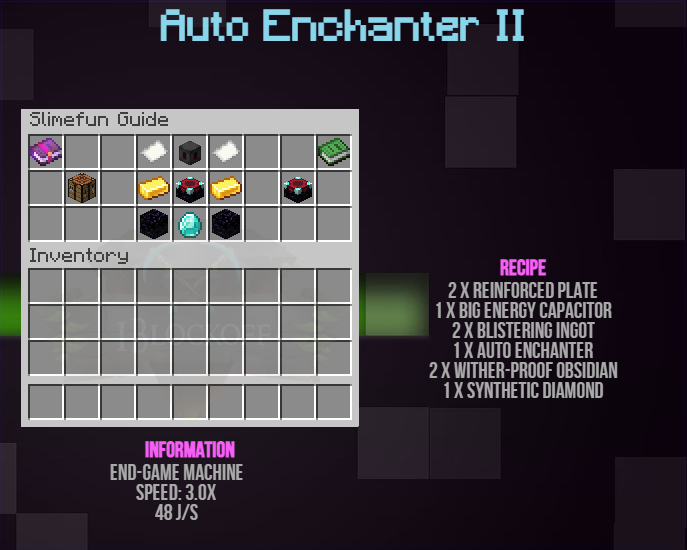 Auto Enchanter II
Slimefun Guide
Inventory
IBLOCKOFF
RECIPE
2 X REINFORCED PLATE
1 X BIG ENERGY CAPACITOR
2 X BLISTERING INGOT
1 X AUTO ENCHANTER
2 X WITHER-PROOF OBSIDIAN
1 X SYNTHETIC DIAMOND
INFORMATION
END-GAME MACHINE
SPEED: 3.0X
48 J/S